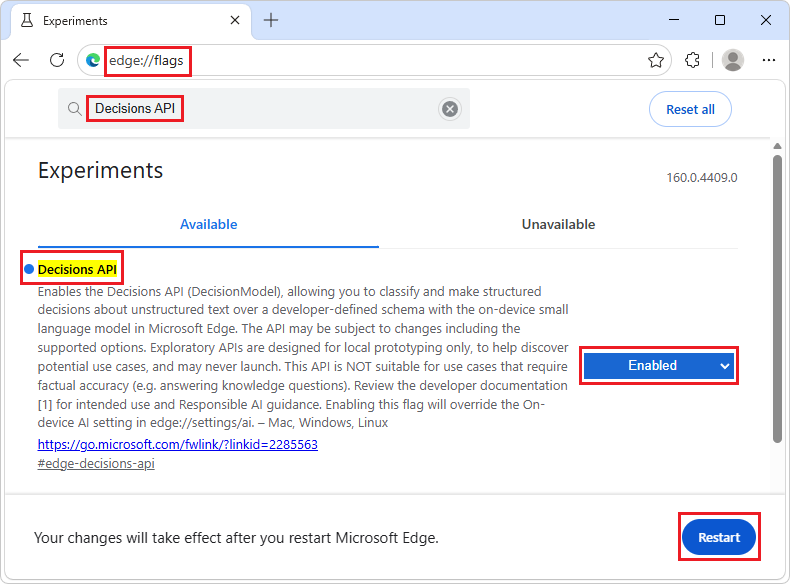 Experiments
edge://flags
Decisions API
Reset all
Experiments
160.0.4409.0
Available
Unavailable
Decisions API
Enables the Decisions API (DecisionModel), allowing you to classify and make structured
decisions about unstructured text over a developer-defined schema with the on-device small
language model in Microsoft Edge. The API may be subject to changes including the
supported options. Exploratory APIs are designed for local prototyping only, to help discover
potential use cases, and may never launch. This API is NOT suitable for use cases that require
factual accuracy (e.g. answering knowledge questions). Review the developer documentation
[1] for intended use and Responsible AI guidance. Enabling this flag will override the On-
device AI setting in edge://settings/ai. – Mac, Windows, Linux
Enabled
https://go.microsoft.com/fwlink/?linkid=2285563
#edge-decisions-api
Your changes will take effect after you restart Microsoft Edge.
Restart